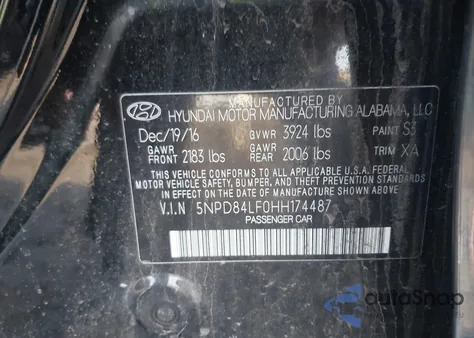 MANUFACTURED BY
HYUNDAI MOTOR MANUFACTURING ALABAMA, LLC
Dec/19/16 GVWR 3924 lbs PAINT S3
GAWR FRONT 2183 lbs GAWR REAR 2006 lbs TRIM XA
THIS VEHICLE CONFORMS TO ALL APPLICABLE U.S.A. FEDERAL
MOTOR VEHICLE SAFETY, BUMPER, AND THEFT PREVENTION
STANDARDS IN EFFECT ON THE DATE OF MANUFACTURE SHOWN ABOVE.
V.I.N 5NPD84LF0HH174487
PASSENGER CAR
autoSnap